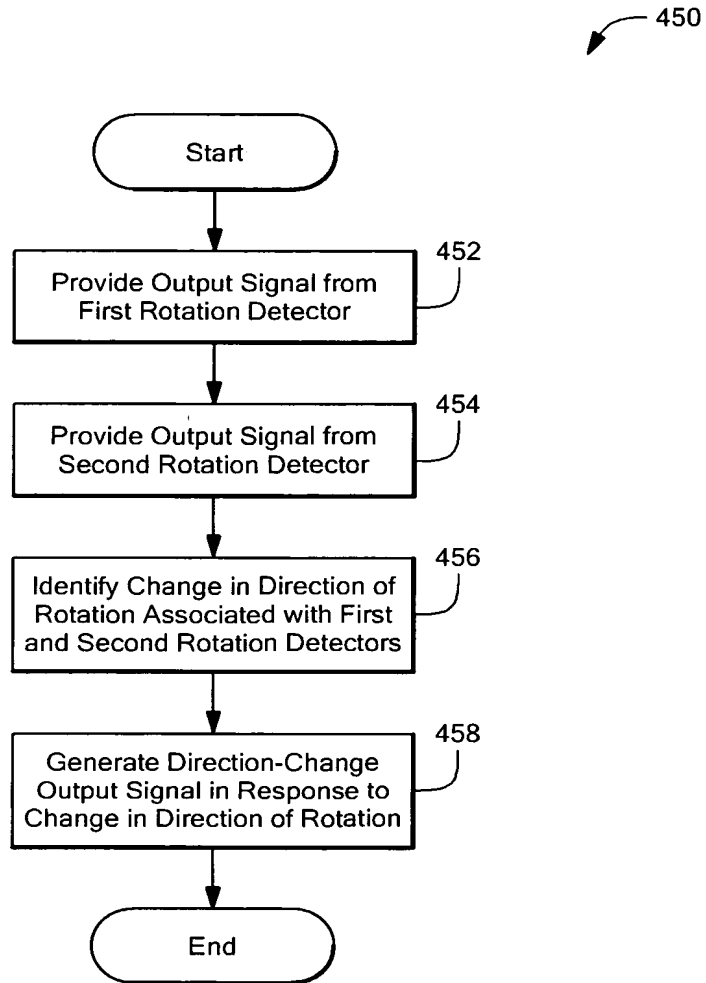 450
Start
452
Provide Output Signal from
First Rotation Detector
454
Provide Output Signal from
Second Rotation Detector
456
Identify Change in Direction of
Rotation Associated with First
and Second Rotation Detectors
458
Generate Direction-Change
Output Signal in Response to
Change in Direction of Rotation
End